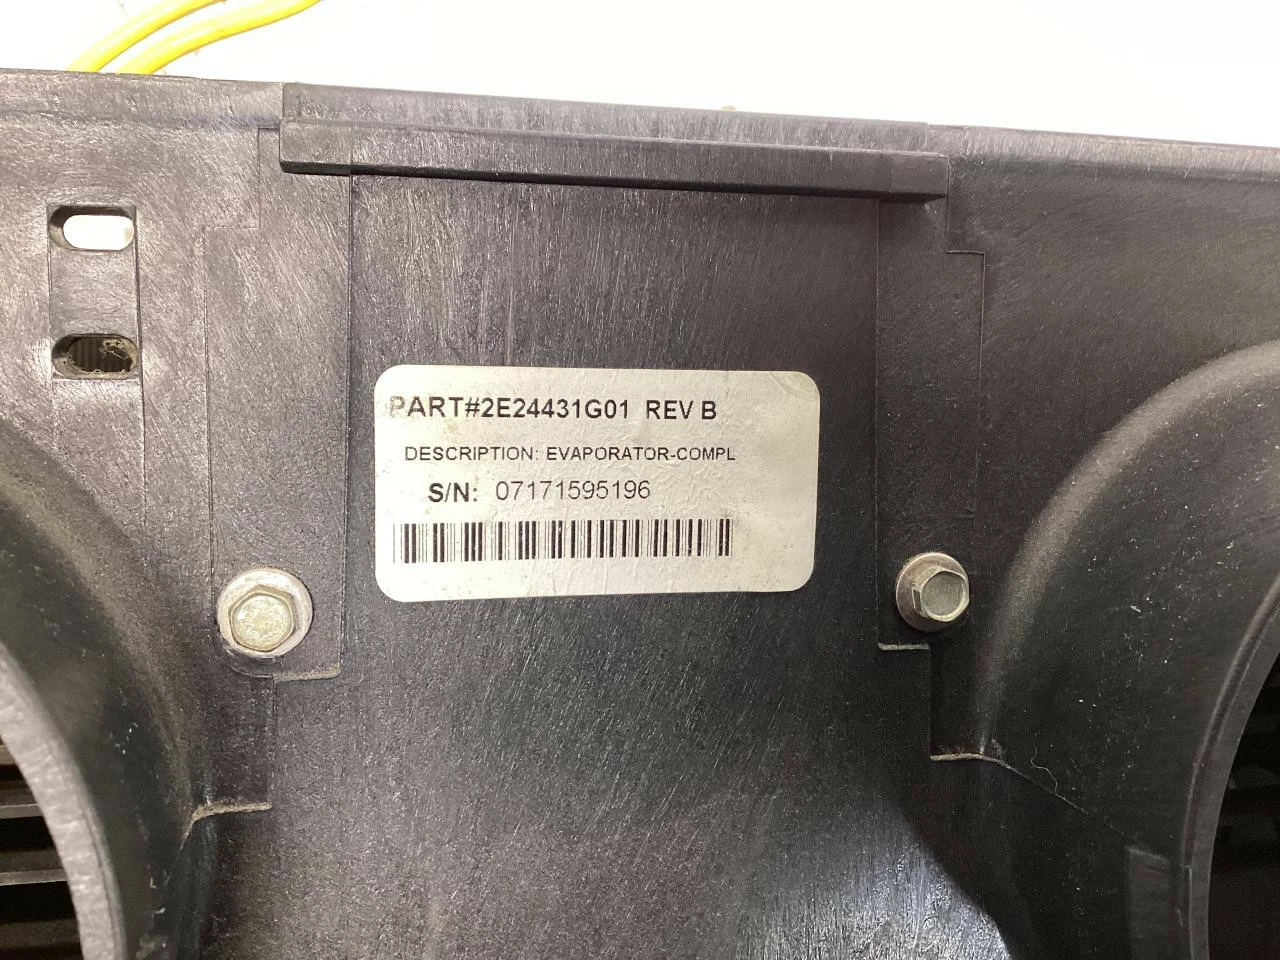 PART#2E24431G01 REV B
DESCRIPTION: EVAPORATOR-COMPL
S/N: 07171595196